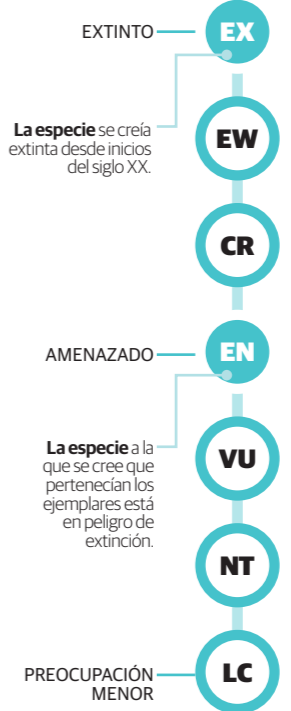 EXTINTO
EX
La especie se creía
extinta desde inicios
del siglo XX.
EW
CR
AMENAZADO
EN
La especie a la
que se cree que
pertenecían los
ejemplares está
en peligro de
extinción.
VU
NT
PREOCUPACIÓN
MENOR
LC